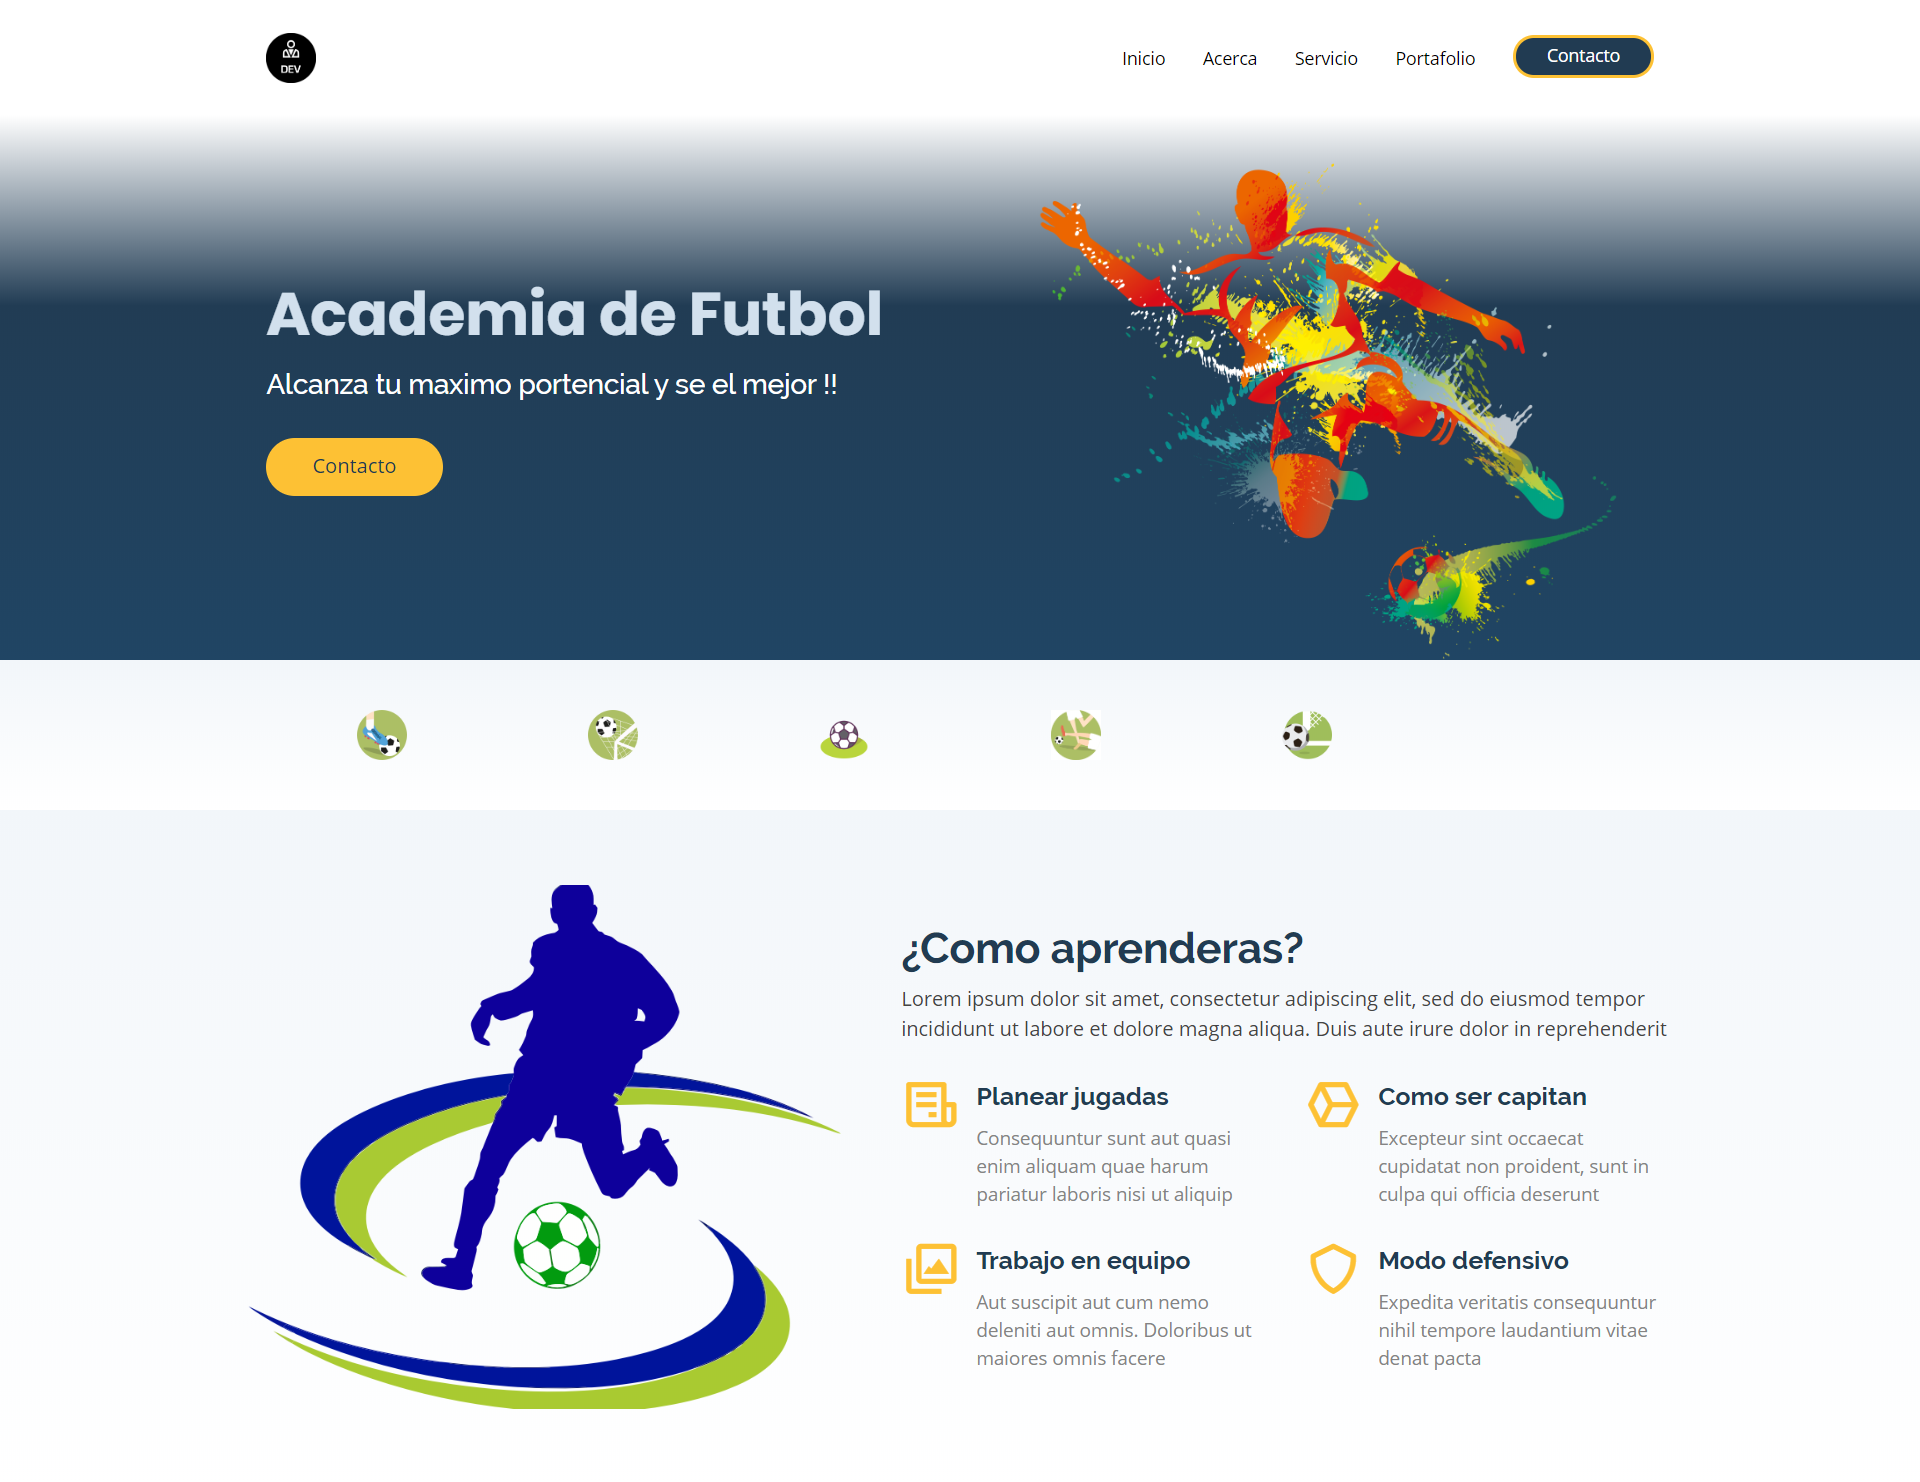 DEV
Inicio Acerca Servicio Portafolio Contacto
Academia de Futbol
Alcanza tu maximo portencial y se el mejor !!
Contacto
¿Como aprenderas?
Lorem ipsum dolor sit amet, consectetur adipiscing elit, sed do eiusmod tempor
incididunt ut labore et dolore magna aliqua. Duis aute irure dolor in reprehenderit
Planear jugadas
Consequuntur sunt aut quasi
enim aliquam quae harum
pariatur laboris nisi ut aliquip
Como ser capitan
Excepteur sint occaecat
cupidatat non proident, sunt in
culpa qui officia deserunt
Trabajo en equipo
Aut suscipit aut cum nemo
deleniti aut omnis. Doloribus ut
maiores omnis facere
Modo defensivo
Expedita veritatis consequuntur
nihil tempore laudantium vitae
denat pacta